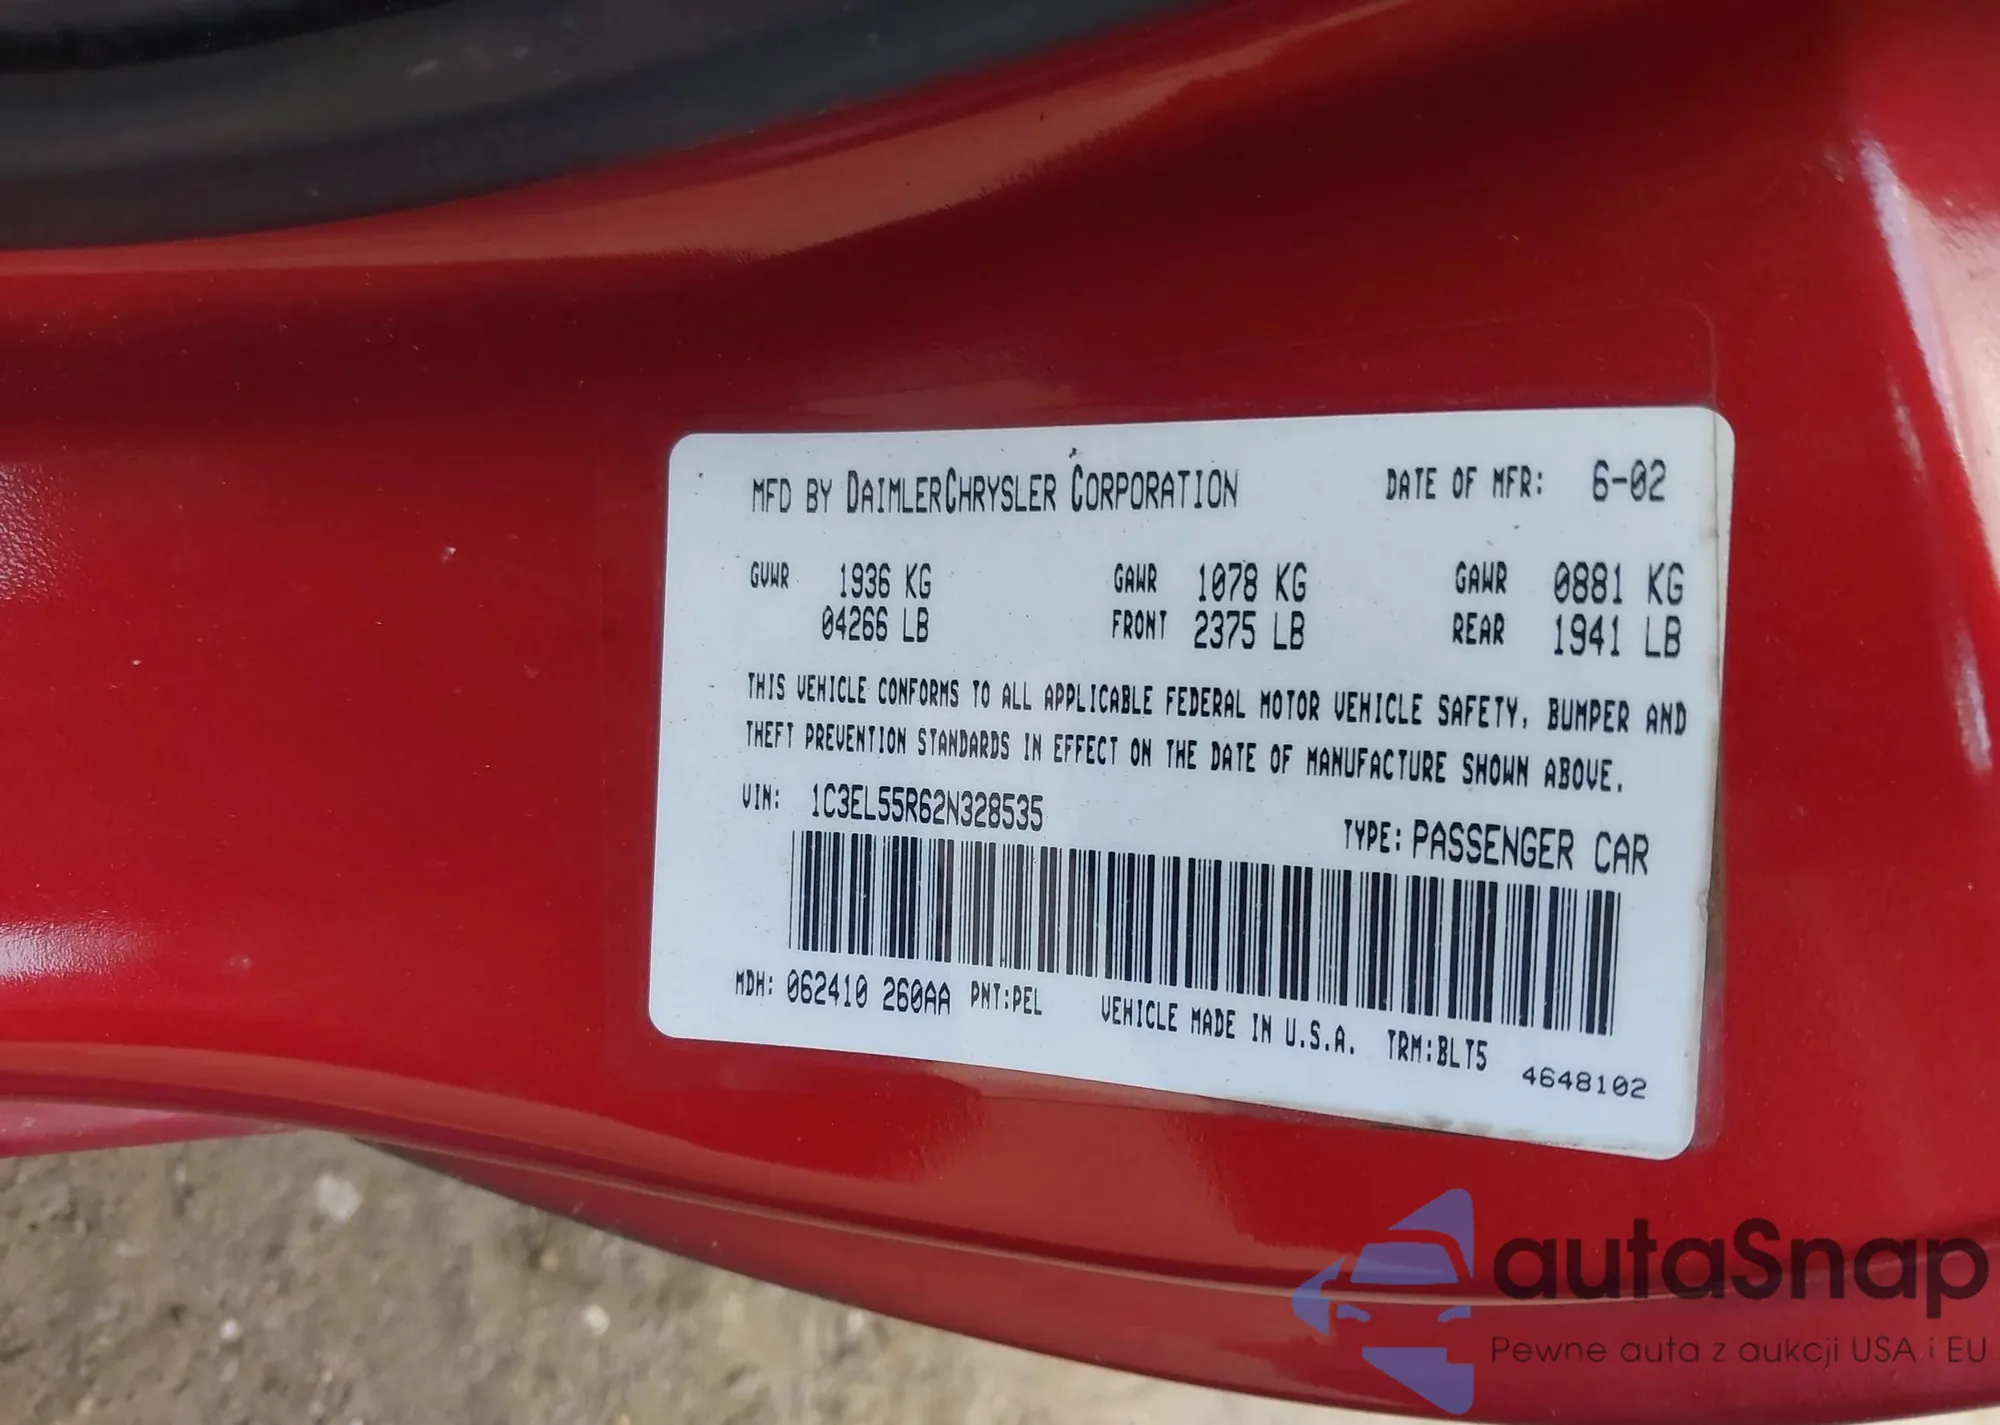 MFD BY DAIMLERCHRYSLER CORPORATION DATE OF MFR: 6-02
GVWR 1936 KG GAWR 1078 KG GAWR 0881 KG
04266 LB FRONT 2375 LB REAR 1941 LB
THIS VEHICLE CONFORMS TO ALL APPLICABLE FEDERAL MOTOR VEHICLE SAFETY, BUMPER AND
THEFT PREVENTION STANDARDS IN EFFECT ON THE DATE OF MANUFACTURE SHOWN ABOVE.
VIN: 1C3EL55R62N328535 TYPE: PASSENGER CAR
MDH: 062410 260AA PNT:PEL VEHICLE MADE IN U.S.A. TRM:BLT5 4648102
autaSnap
Pewne auta z aukcji USA i EU